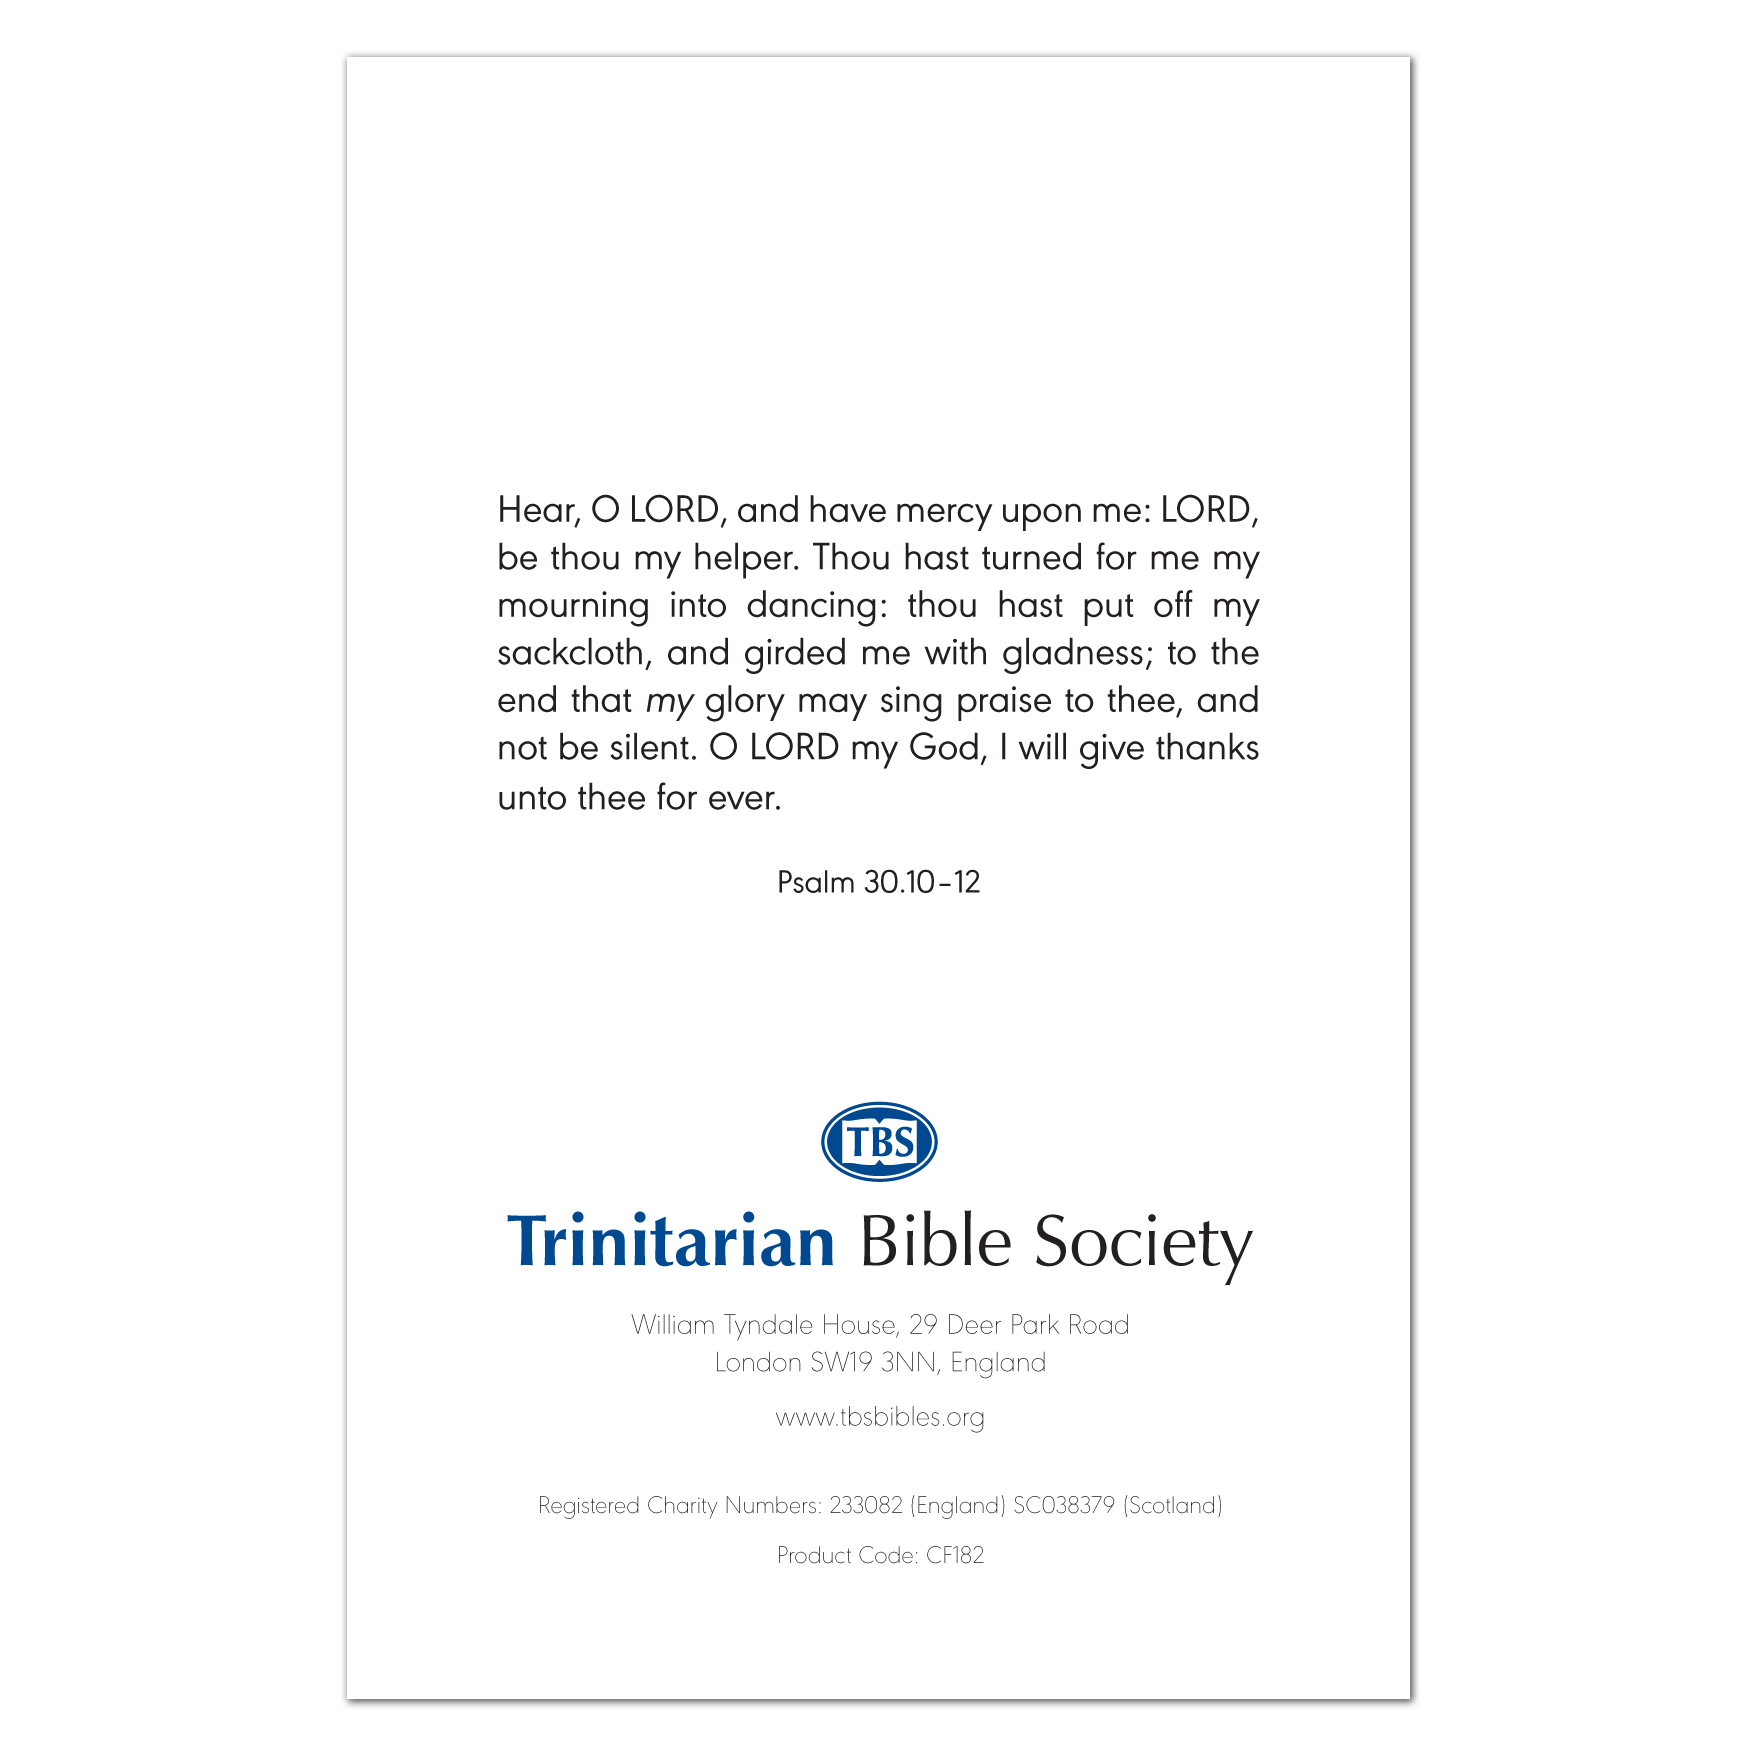 Hear, O LORD, and have mercy upon me: LORD,
be thou my helper. Thou hast turned for me my
mourning into dancing: thou hast put off my
sackcloth, and girded me with gladness; to the
end that my glory may sing praise to thee, and
not be silent. O LORD my God, I will give thanks
unto thee for ever.
Psalm 30.10–12
TBS
Trinitarian Bible Society
William Tyndale House, 29 Deer Park Road
London SW19 3NN, England
www.tbsbibles.org
Registered Charity Numbers: 233082 (England) SC038379 (Scotland)
Product Code: CF182